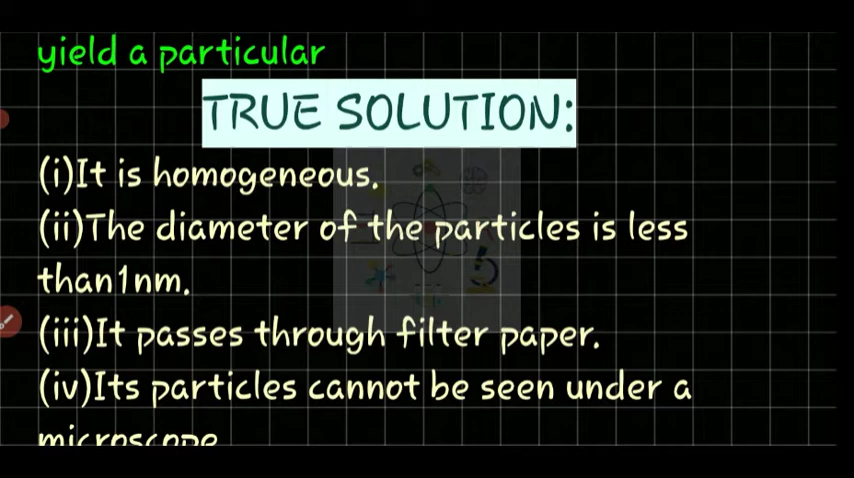 yield a particular
TRUE SOLUTION:
(i)It is homogeneous.
(ii)The diameter of the particles is less
than1nm.
(iii)It passes through filter paper.
(iv)Its particles cannot be seen under a
microscope